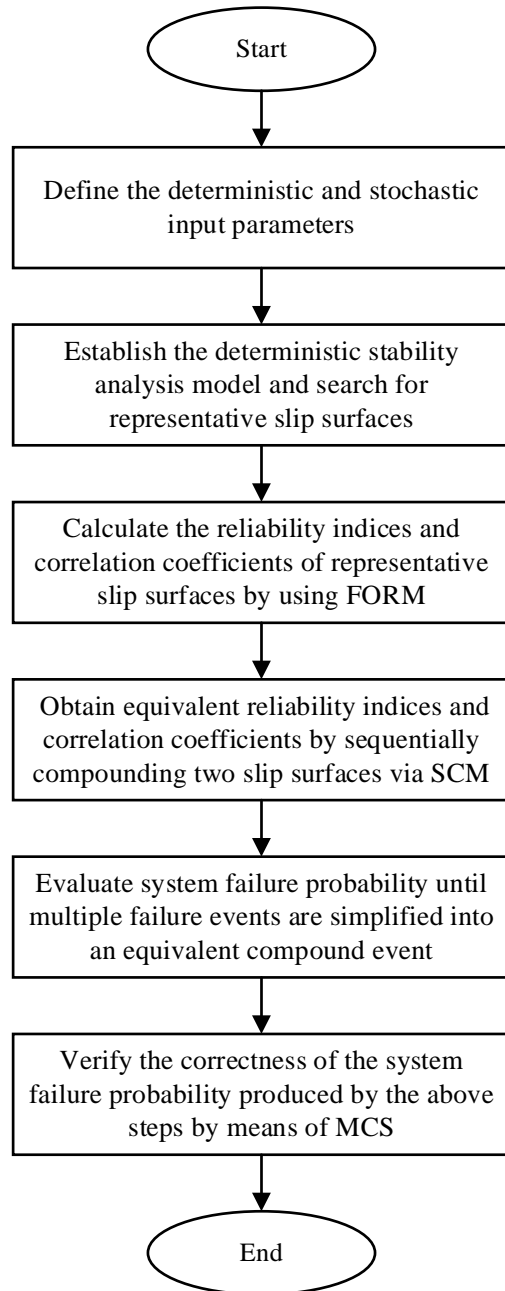 Start
Define the deterministic and stochastic
input parameters
Establish the deterministic stability
analysis model and search for
representative slip surfaces
Calculate the reliability indices and
correlation coefficients of representative
slip surfaces by using FORM
Obtain equivalent reliability indices and
correlation coefficients by sequentially
compounding two slip surfaces via SCM
Evaluate system failure probability until
multiple failure events are simplified into
an equivalent compound event
Verify the correctness of the system
failure probability produced by the above
steps by means of MCS
End